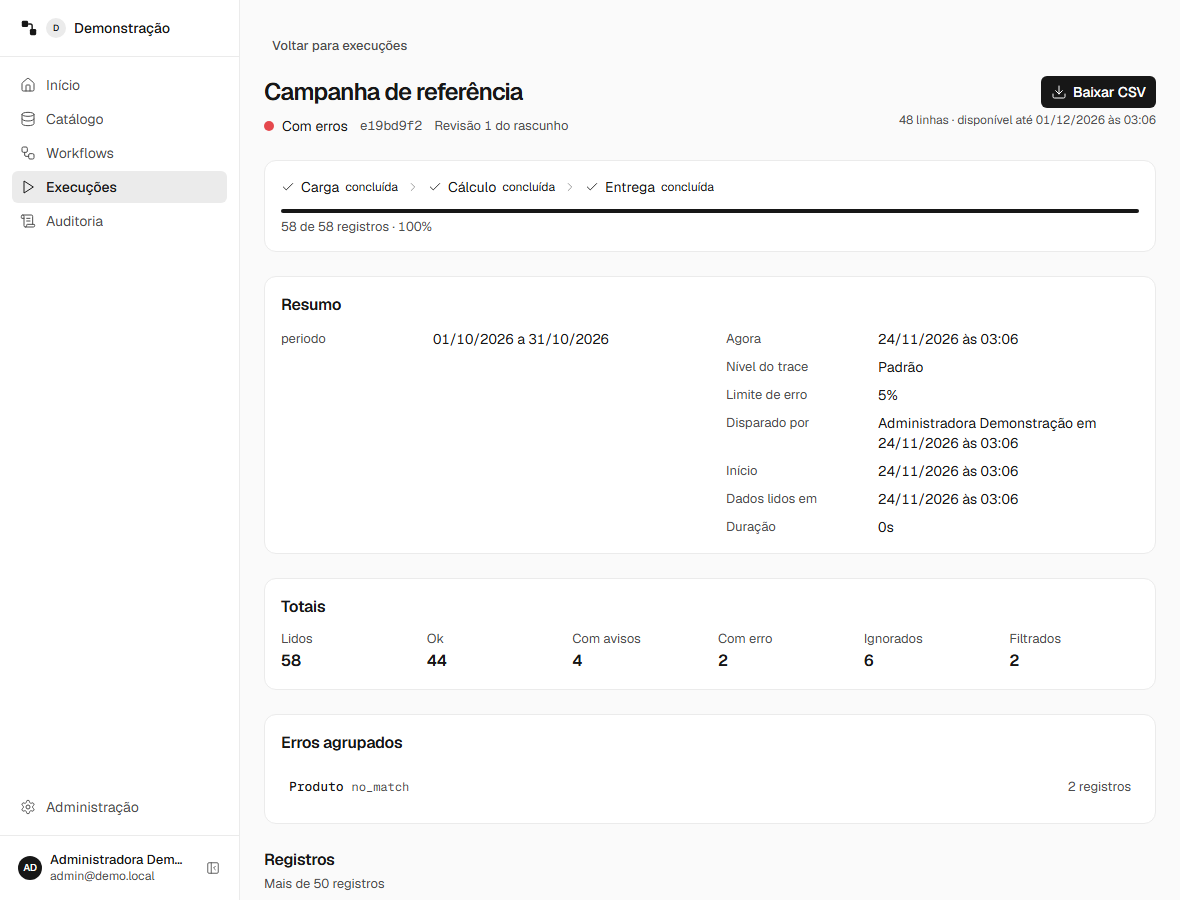 D Demonstração
Início
Catálogo
Workflows
Execuções
Auditoria
Administração
AD
Administradora Dem...
admin@demo.local
Voltar para execuções
Campanha de referência
Baixar CSV
Com erros e19bd9f2 Revisão 1 do rascunho
48 linhas · disponível até 01/12/2026 às 03:06
Carga concluída Cálculo concluída Entrega concluída
58 de 58 registros · 100%
Resumo
periodo 01/10/2026 a 31/10/2026
Agora 24/11/2026 às 03:06
Nível do trace Padrão
Limite de erro 5%
Disparado por Administradora Demonstração em
24/11/2026 às 03:06
Início 24/11/2026 às 03:06
Dados lidos em 24/11/2026 às 03:06
Duração 0s
Totais
Lidos Ok Com avisos Com erro Ignorados Filtrados
58 44 4 2 6 2
Erros agrupados
Produto no_match 2 registros
Registros
Mais de 50 registros